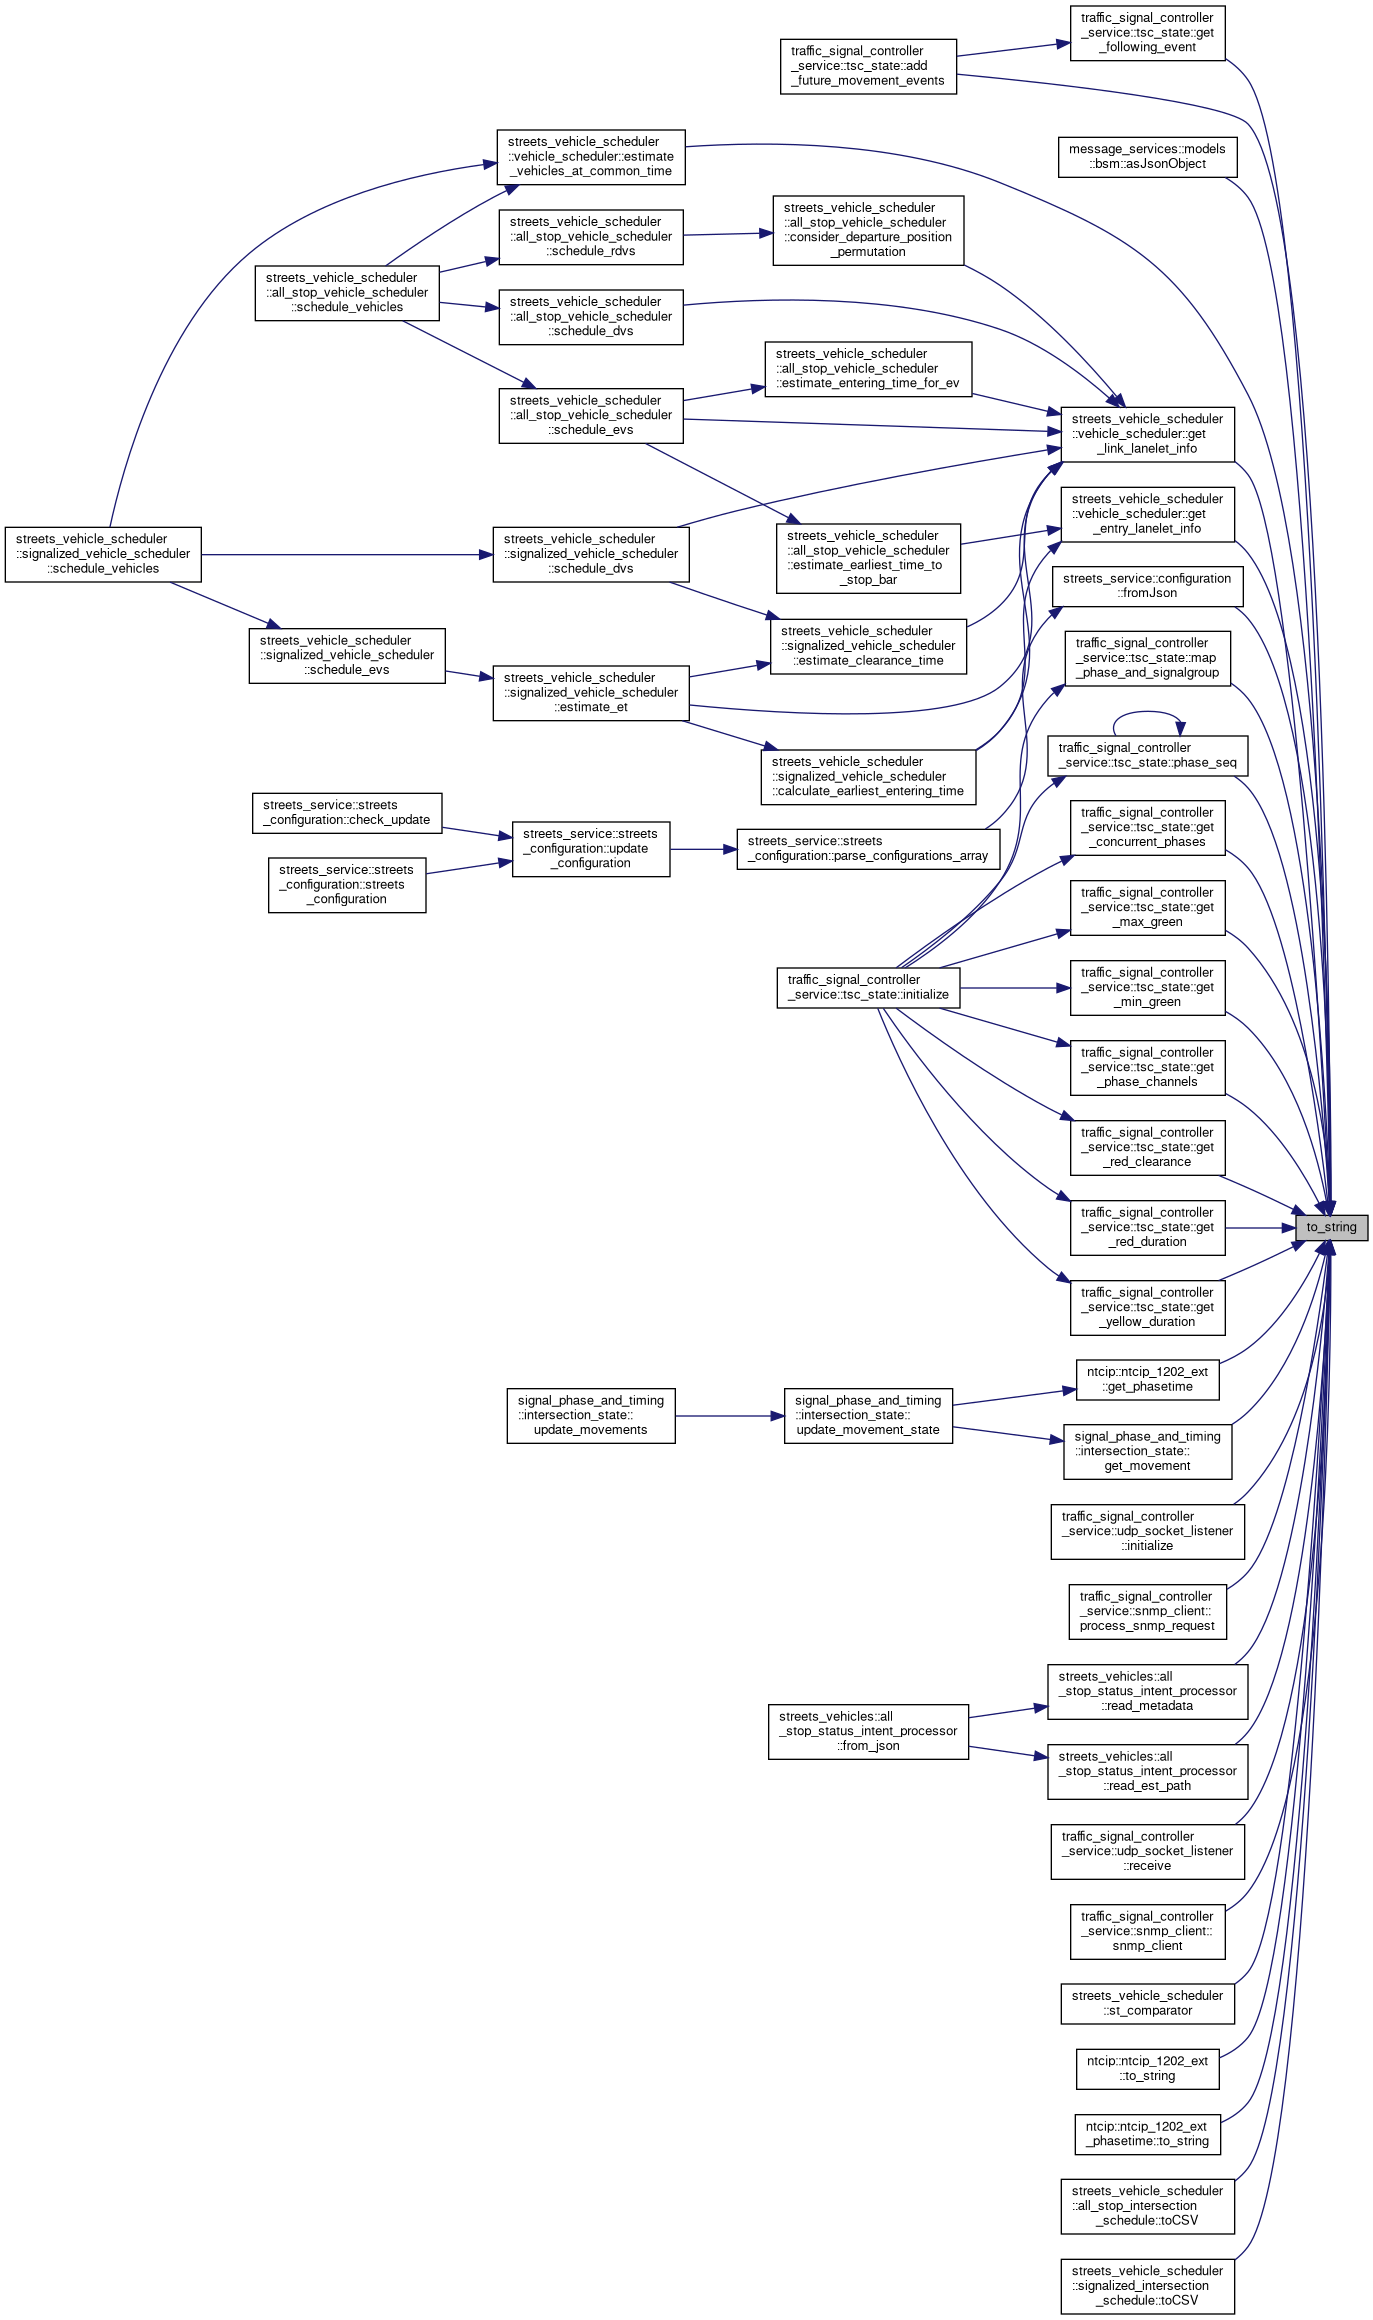 traffic_signal_controller
_service::tsc_state::get
_following_event
traffic_signal_controller
_service::tsc_state::add
_future_movement_events
streets_vehicle_scheduler
::vehicle_scheduler::estimate
_vehicles_at_common_time
message_services::models
::bsm::asJsonObject
streets_vehicle_scheduler
::all_stop_vehicle_scheduler
::schedule_rdvs
streets_vehicle_scheduler
::all_stop_vehicle_scheduler
::consider_departure_position
_permutation
streets_vehicle_scheduler
::all_stop_vehicle_scheduler
::schedule_vehicles
streets_vehicle_scheduler
::all_stop_vehicle_scheduler
::schedule_dvs
streets_vehicle_scheduler
::all_stop_vehicle_scheduler
::estimate_entering_time_for_ev
streets_vehicle_scheduler
::all_stop_vehicle_scheduler
::schedule_evs
streets_vehicle_scheduler
::vehicle_scheduler::get
_link_lanelet_info
streets_vehicle_scheduler
::vehicle_scheduler::get
_entry_lanelet_info
streets_vehicle_scheduler
::signalized_vehicle_scheduler
::schedule_vehicles
streets_vehicle_scheduler
::signalized_vehicle_scheduler
::schedule_dvs
streets_vehicle_scheduler
::all_stop_vehicle_scheduler
::estimate_earliest_time_to
_stop_bar
streets_service::configuration
::fromJson
streets_vehicle_scheduler
::signalized_vehicle_scheduler
::schedule_evs
streets_vehicle_scheduler
::signalized_vehicle_scheduler
::estimate_et
streets_vehicle_scheduler
::signalized_vehicle_scheduler
::estimate_clearance_time
traffic_signal_controller
_service::tsc_state::map
_phase_and_signalgroup
streets_vehicle_scheduler
::signalized_vehicle_scheduler
::calculate_earliest_entering_time
traffic_signal_controller
_service::tsc_state::phase_seq
streets_service::streets
_configuration::check_update
streets_service::streets
_configuration::update
_configuration
streets_service::streets
_configuration::parse_configurations_array
traffic_signal_controller
_service::tsc_state::get
_concurrent_phases
streets_service::streets
_configuration::streets
_configuration
traffic_signal_controller
_service::tsc_state::get
_max_green
traffic_signal_controller
_service::tsc_state::initialize
traffic_signal_controller
_service::tsc_state::get
_min_green
traffic_signal_controller
_service::tsc_state::get
_phase_channels
traffic_signal_controller
_service::tsc_state::get
_red_clearance
traffic_signal_controller
_service::tsc_state::get
_red_duration
to_string
traffic_signal_controller
_service::tsc_state::get
_yellow_duration
ntcip::ntcip_1202_ext
::get_phasetime
signal_phase_and_timing
::intersection_state::
update_movements
signal_phase_and_timing
::intersection_state::
update_movement_state
signal_phase_and_timing
::intersection_state::
get_movement
traffic_signal_controller
_service::udp_socket_listener
::initialize
traffic_signal_controller
_service::snmp_client::
process_snmp_request
streets_vehicles::all
_stop_status_intent_processor
::read_metadata
streets_vehicles::all
_stop_status_intent_processor
::from_json
streets_vehicles::all
_stop_status_intent_processor
::read_est_path
traffic_signal_controller
_service::udp_socket_listener
::receive
traffic_signal_controller
_service::snmp_client::
snmp_client
streets_vehicle_scheduler
::st_comparator
ntcip::ntcip_1202_ext
::to_string
ntcip::ntcip_1202_ext
_phasetime::to_string
streets_vehicle_scheduler
::all_stop_intersection
_schedule::toCSV
streets_vehicle_scheduler
::signalized_intersection
_schedule::toCSV